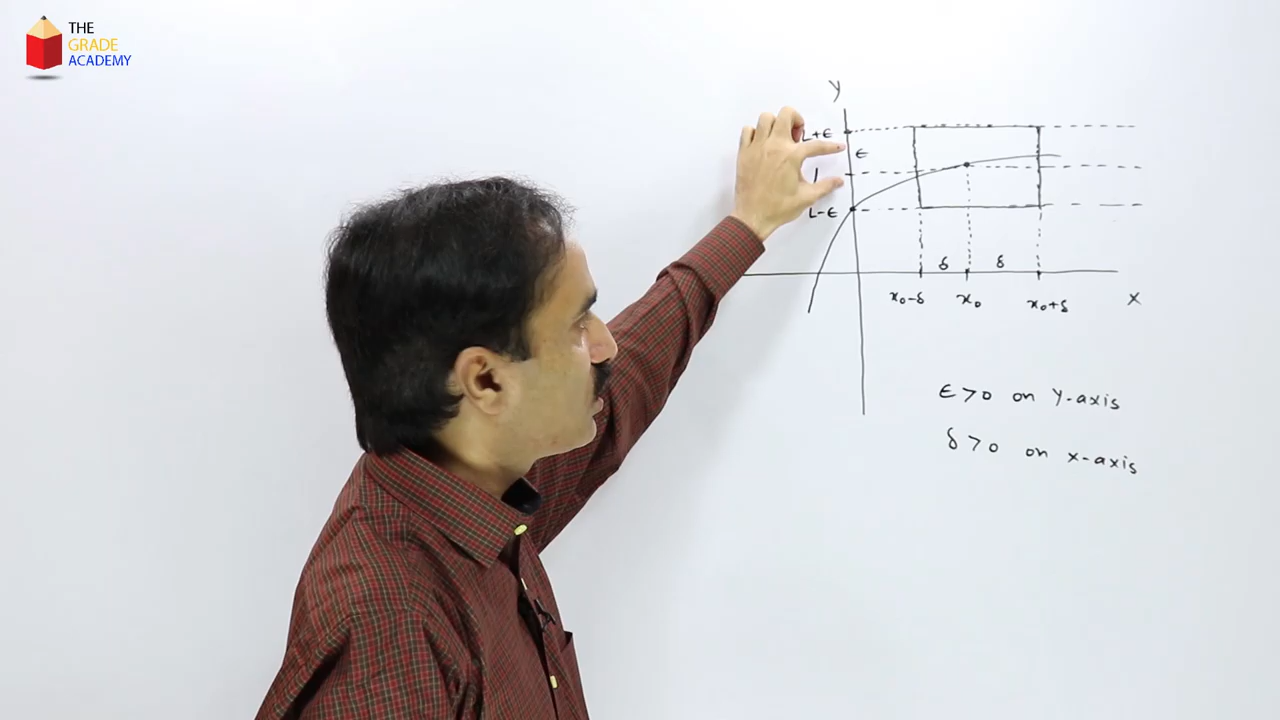 THE
GRADE
ACADEMY
y
L+ϵ
ϵ
L-ϵ
δ δ
x₀-δ x₀ x₀+δ x
ϵ>0 on y-axis
δ>0 on x-axis